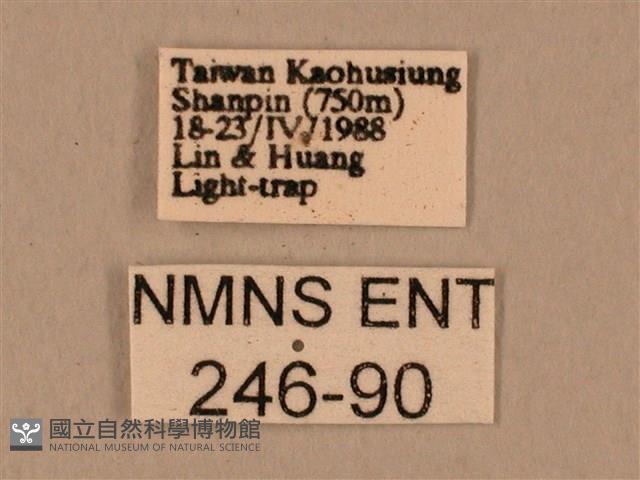 Taiwan Kaohusiung
Shanpin (750m)
18-23/IV/1988
Lin & Huang
Light-trap
NMNS ENT
246-90
國立自然科學博物館
NATIONAL MUSEUM OF NATURAL SCIENCE